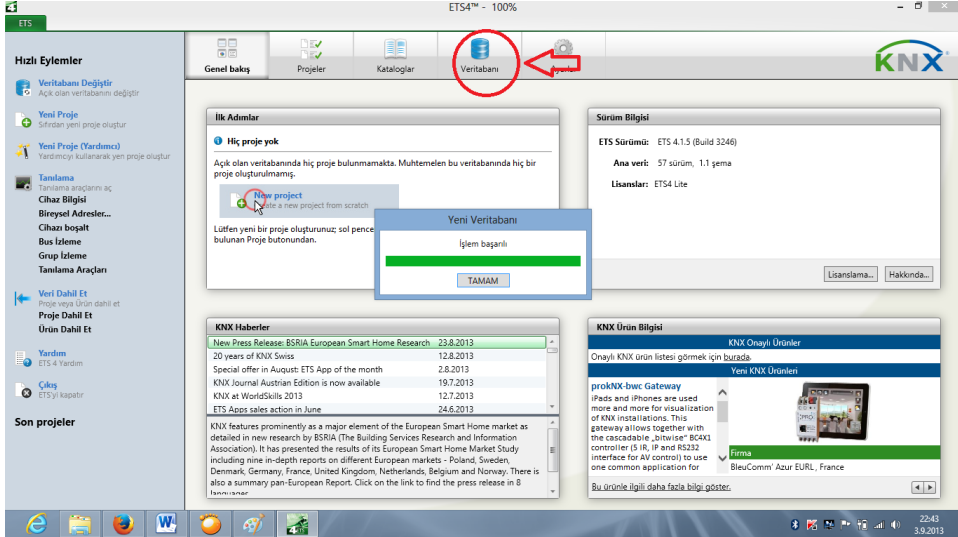 ETS4™ - 100%
ETS
Hızlı Eylemler
Veritabanı Değiştir
Açık olan veritabanını değiştir
Yeni Proje
Sıfırdan yeni proje oluştur
Yeni Proje (Yardımcı)
Yardımcıyı kullanarak yen proje oluştur
Tanılama
Tanılama araçlarını aç
Cihaz Bilgisi
Bireysel Adresler...
Cihazı boşalt
Bus İzleme
Grup İzleme
Tanılama Araçları
Veri Dahil Et
Proje veya Ürün dahil et
Proje Dahil Et
Ürün Dahil Et
Yardım
ETS 4 Yardım
Çıkış
ETS'yi kapatır
Son projeler
Genel bakış
Projeler
Kataloglar
Veritabanı
Ayarlar
KNX
İlk Adımlar
Hiç proje yok
Açık olan veritabanında hiç proje bulunmamakta. Muhtemelen bu veritabanında hiç bir
proje oluşturulmamış.
New project
Create a new project from scratch
Lütfen yeni bir proje oluşturunuz; sol pence
bulunan Proje butonundan.
Yeni Veritabanı
İşlem başarılı
TAMAM
Sürüm Bilgisi
ETS Sürümü: ETS 4.1.5 (Build 3246)
Ana veri: 57 sürüm, 1.1 şema
Lisanslar: ETS4 Lite
Lisanslama... Hakkında...
KNX Haberler
New Press Release: BSRIA European Smart Home Research 23.8.2013
20 years of KNX Swiss 12.8.2013
Special offer in August: ETS App of the month 2.8.2013
KNX Journal Austrian Edition is now available 19.7.2013
KNX at WorldSkills 2013 12.7.2013
ETS Apps sales action in June 24.6.2013
KNX features prominently as a major element of the European Smart Home market as
detailed in new research by BSRIA (The Building Services Research and Information
Association). It has presented the results of its European Smart Home Market Study
including nine in-depth reports on different European markets - Poland, Sweden,
Denmark, Germany, France, United Kingdom, Netherlands, Belgium and Norway. There is
also a summary pan-European Report. Click on the link to find the press release in 8
languages
KNX Ürün Bilgisi
KNX Onaylı Ürünler
Onaylı KNX ürün listesi görmek için burada.
Yeni KNX Ürünleri
prokNX-bwc Gateway
iPads and iPhones are used
more and more for visualization
of KNX installations. This
gateway allows together with
the cascadable „bitwise" BC4X1
controller (5 IR, IP and RS232
interface for AV control) to use
one common application for
Firma
BleuComm' Azur EURL, France
Bu ürünle ilgili daha fazla bilgi göster.
22:43
3.9.2013